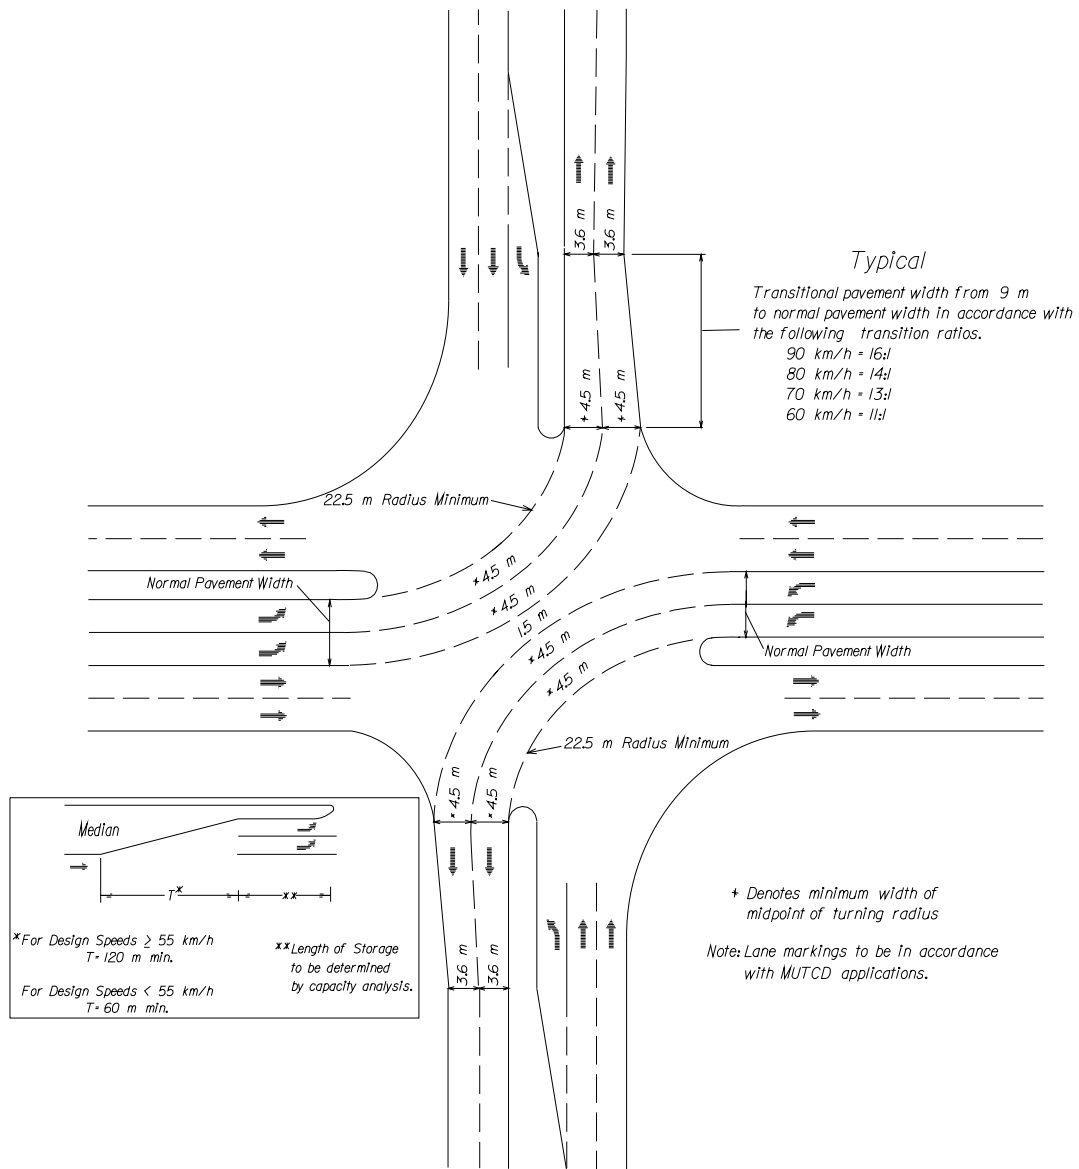 3.6 m
3.6 m
Typical
Transitional pavement width from 9 m
to normal pavement width in accordance with
the following transition ratios.
90 km/h = 16:1
80 km/h = 14:1
70 km/h = 13:1
60 km/h = 11:1
+ 4.5 m
+ 4.5 m
22.5 m Radius Minimum
Normal Pavement Width
+ 4.5 m
+ 4.5 m
1.5 m
+ 4.5 m
+ 4.5 m
Normal Pavement Width
22.5 m Radius Minimum
+ 4.5 m
+ 4.5 m
Median
T*
**
*For Design Speeds ≥ 55 km/h
T= 120 m min.
For Design Speeds < 55 km/h
T= 60 m min.
**Length of Storage
to be determined
by capacity analysis.
3.6 m
3.6 m
+ Denotes minimum width of
midpoint of turning radius
Note: Lane markings to be in accordance
with MUTCD applications.